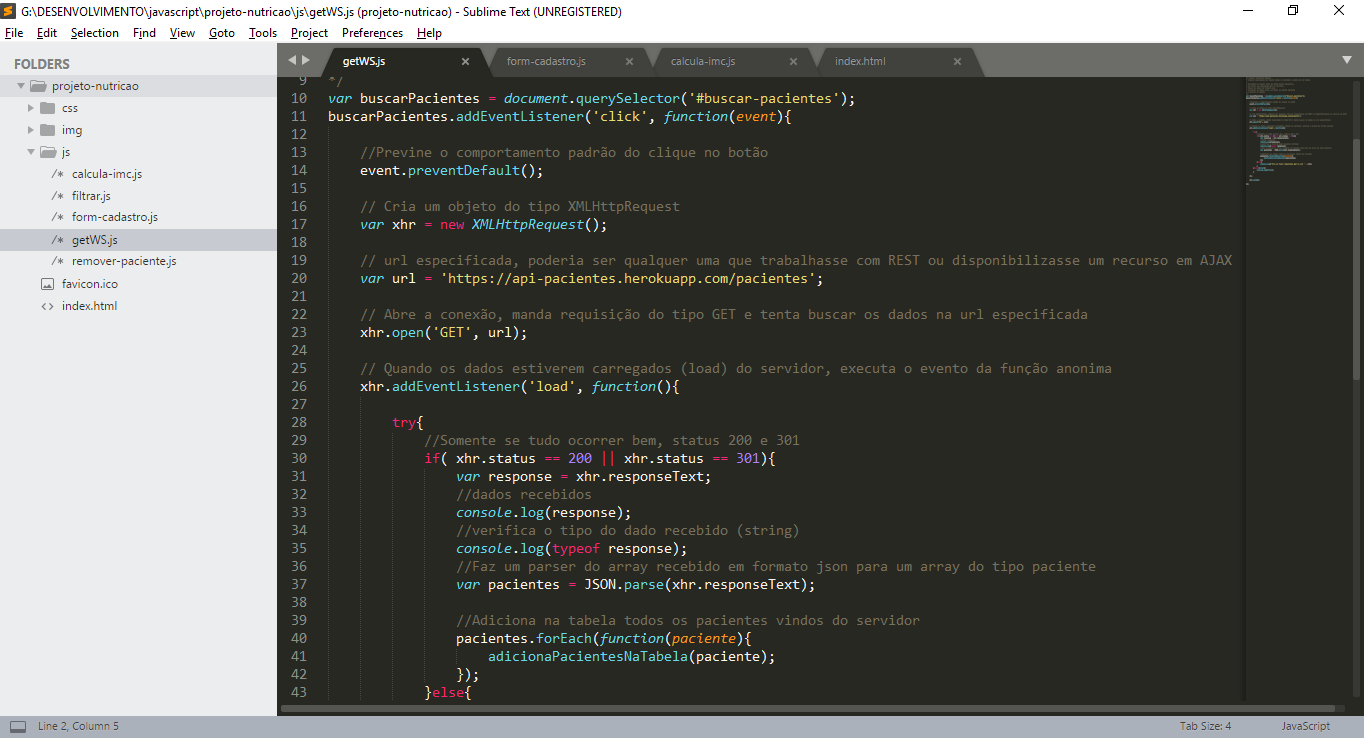 G:\DESENVOLVIMENTO\javascript\projeto-nutricao\js\getWS.js (projeto-nutricao) - Sublime Text (UNREGISTERED)
File Edit Selection Find View Goto Tools Project Preferences Help
FOLDERS
projeto-nutricao
css
img
js
/* calcula-imc.js
/* filtrar.js
/* form-cadastro.js
/* getWS.js
/* remover-paciente.js
favicon.ico
<> index.html
getWS.js × form-cadastro.js × calcula-imc.js × index.html ×
9 */
10 var buscarPacientes = document.querySelector('#buscar-pacientes');
11 buscarPacientes.addEventListener('click', function(event){
12
13 //Previne o comportamento padrão do clique no botão
14 event.preventDefault();
15
16 // Cria um objeto do tipo XMLHttpRequest
17 var xhr = new XMLHttpRequest();
18
19 // url especificada, poderia ser qualquer uma que trabalhasse com REST ou disponibilizasse um recurso em AJAX
20 var url = 'https://api-pacientes.herokuapp.com/pacientes';
21
22 // Abre a conexão, manda requisição do tipo GET e tenta buscar os dados na url especificada
23 xhr.open('GET', url);
24
25 // Quando os dados estiverem carregados (load) do servidor, executa o evento da função anonima
26 xhr.addEventListener('load', function(){
27
28 try{
29 //Somente se tudo ocorrer bem, status 200 e 301
30 if( xhr.status == 200 || xhr.status == 301){
31 var response = xhr.responseText;
32 //dados recebidos
33 console.log(response);
34 //verifica o tipo do dado recebido (string)
35 console.log(typeof response);
36 //Faz um parser do array recebido em formato json para um array do tipo paciente
37 var pacientes = JSON.parse(xhr.responseText);
38
39 //Adiciona na tabela todos os pacientes vindos do servidor
40 pacientes.forEach(function(paciente){
41 adicionaPacientesNaTabela(paciente);
42 });
43 }else{
Line 2, Column 5 Tab Size: 4 JavaScript